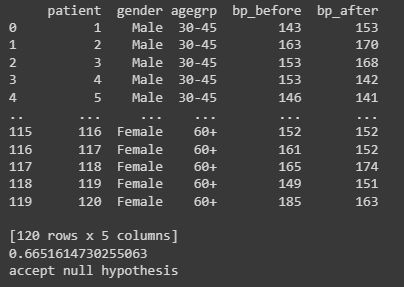 patient gender agegrp bp_before bp_after
0 1 Male 30-45 143 153
1 2 Male 30-45 163 170
2 3 Male 30-45 153 168
3 4 Male 30-45 153 142
4 5 Male 30-45 146 141
.. ... ... ... ... ...
115 116 Female 60+ 152 152
116 117 Female 60+ 161 152
117 118 Female 60+ 165 174
118 119 Female 60+ 149 151
119 120 Female 60+ 185 163
[120 rows x 5 columns]
0.6651614730255063
accept null hypothesis